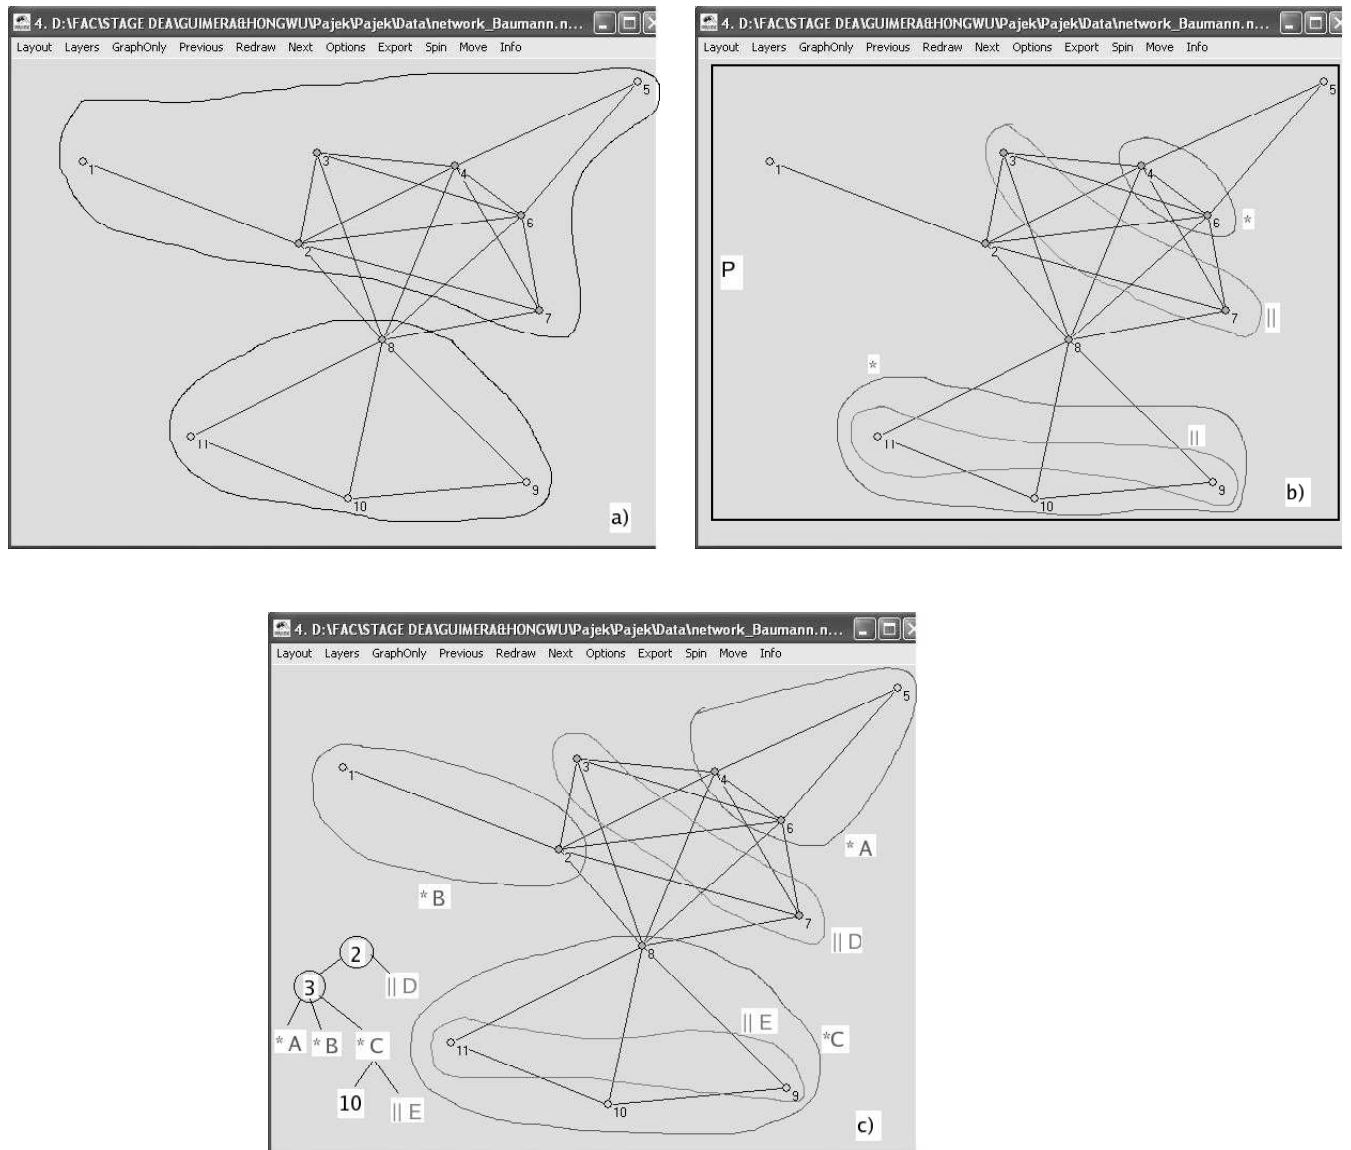 4. D:\FAC\STAGE DEA\GUIMERA&HONGWU\Pajek\Pajek\Data\network_Baumann.n...
Layout Layers GraphOnly Previous Redraw Next Options Export Spin Move Info
5
1
3
4
6
2
7
8
11
9
10
a)
4. D:\FAC\STAGE DEA\GUIMERA&HONGWU\Pajek\Pajek\Data\network_Baumann.n...
Layout Layers GraphOnly Previous Redraw Next Options Export Spin Move Info
5
1
3
4
6
*
2
P
7
||
8
*
11
||
9
10
b)
4. D:\FAC\STAGE DEA\GUIMERA&HONGWU\Pajek\Pajek\Data\network_Baumann.n...
Layout Layers GraphOnly Previous Redraw Next Options Export Spin Move Info
5
1
3
4
6
* A
2
* B
7
|| D
8
2
3
|| D
* A * B * C
10
|| E
|| E
*C
11
9
10
c)